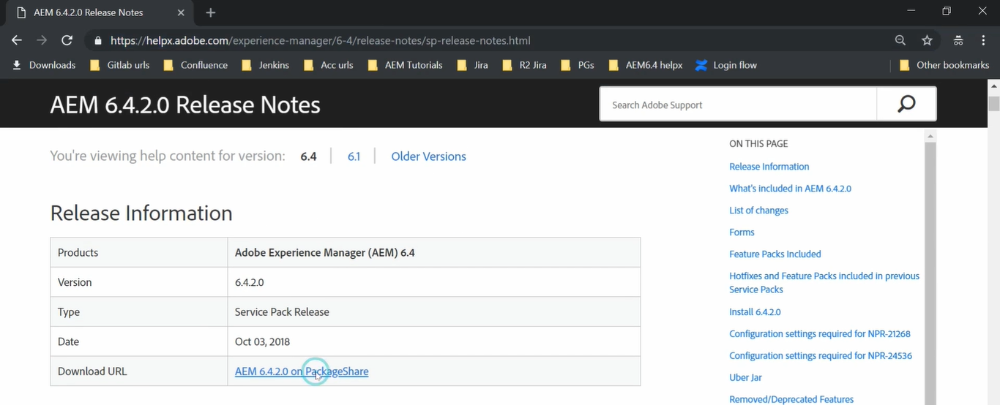 AEM 6.4.2.0 Release Notes
https://helpx.adobe.com/experience-manager/6-4/release-notes/sp-release-notes.html
Downloads Gitlab urls Confluence Jenkins Acc urls AEM Tutorials Jira R2 Jira PGs AEM6.4 helpx Login flow Other bookmarks
AEM 6.4.2.0 Release Notes
Search Adobe Support
You're viewing help content for version: 6.4 6.1 Older Versions
Release Information
Products Adobe Experience Manager (AEM) 6.4
Version 6.4.2.0
Type Service Pack Release
Date Oct 03, 2018
Download URL AEM 6.4.2.0 on PackageShare
ON THIS PAGE
Release Information
What's included in AEM 6.4.2.0
List of changes
Forms
Feature Packs Included
Hotfixes and Feature Packs included in previous
Service Packs
Install 6.4.2.0
Configuration settings required for NPR-21268
Configuration settings required for NPR-24536
Uber Jar
Removed/Deprecated Features